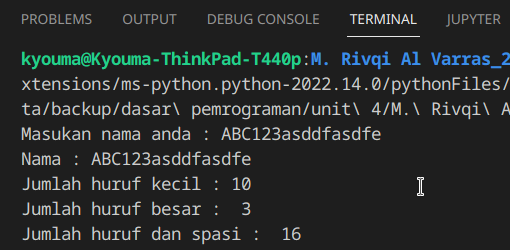 PROBLEMS OUTPUT DEBUG CONSOLE TERMINAL JUPYTER
kyouma@Kyouma-ThinkPad-T440p:M. Rivqi Al Varras_2
xtensions/ms-python.python-2022.14.0/pythonFiles/
ta/backup/dasar\ pemrograman/unit\ 4/M.\ Rivqi\ A
Masukan nama anda : ABC123asddfasdfe
Nama : ABC123asddfasdfe
Jumlah huruf kecil : 10
Jumlah huruf besar :  3
Jumlah huruf dan spasi :  16